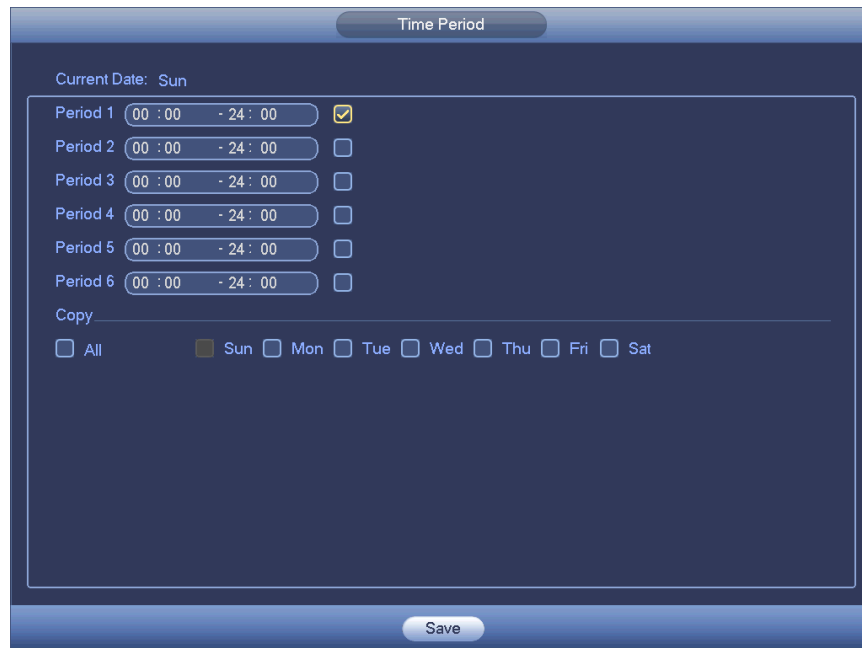 Time Period
Current Date: Sun
Period 1 00 :00 - 24 : 00
Period 2 00 :00 - 24 : 00
Period 3 00 :00 - 24 : 00
Period 4 00 :00 - 24 : 00
Period 5 00 :00 - 24 : 00
Period 6 00 :00 - 24 : 00
Copy
All Sun Mon Tue Wed Thu Fri Sat
Save